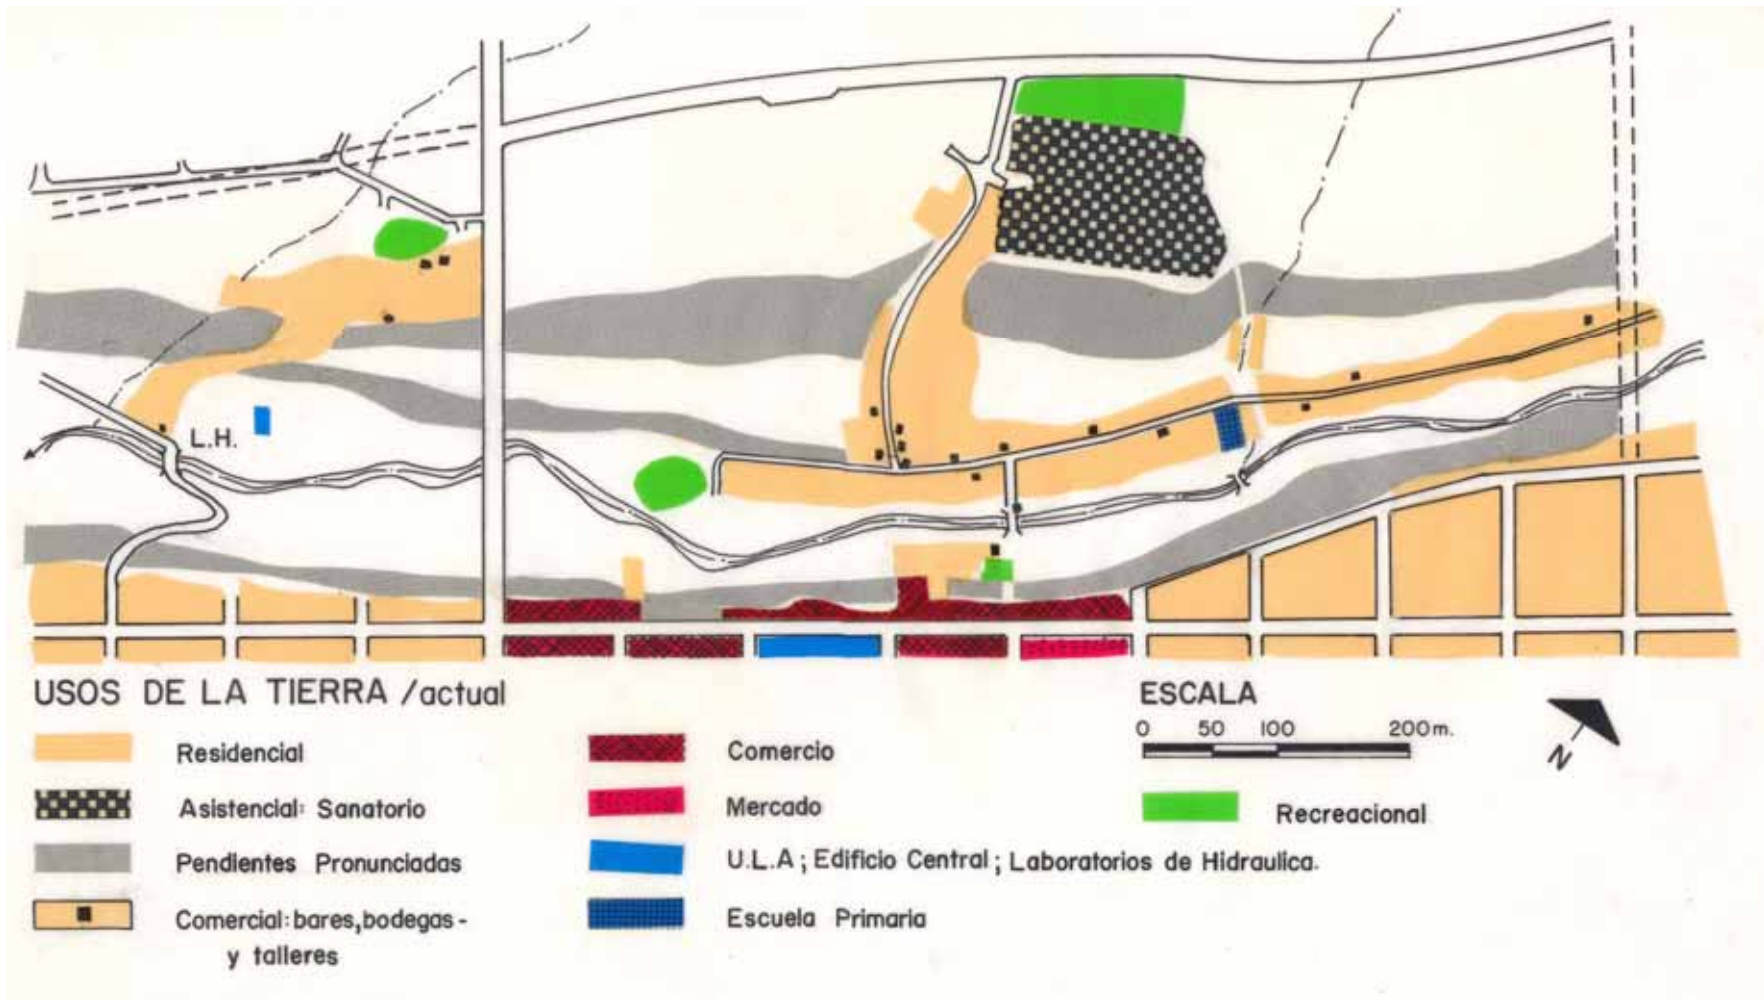 L.H.
USOS DE LA TIERRA /actual
Residencial
Asistencial: Sanatorio
Pendientes Pronunciadas
Comercial: bares, bodegas-
y talleres
Comercio
Mercado
U.L.A ; Edificio Central ; Laboratorios de Hidraulica.
Escuela Primaria
ESCALA
0 50 100 200 m.
Recreacional
N